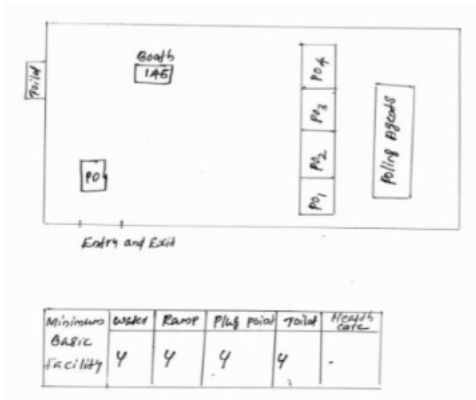 Booth
146
Toilet
PO
PO4
PO3
PO2
PO1
Poling Agents
Entry and Exit
Minimum Basic Facility
Water
Ramp
Plug point
Toilet
Health care
Y
Y
Y
Y
-